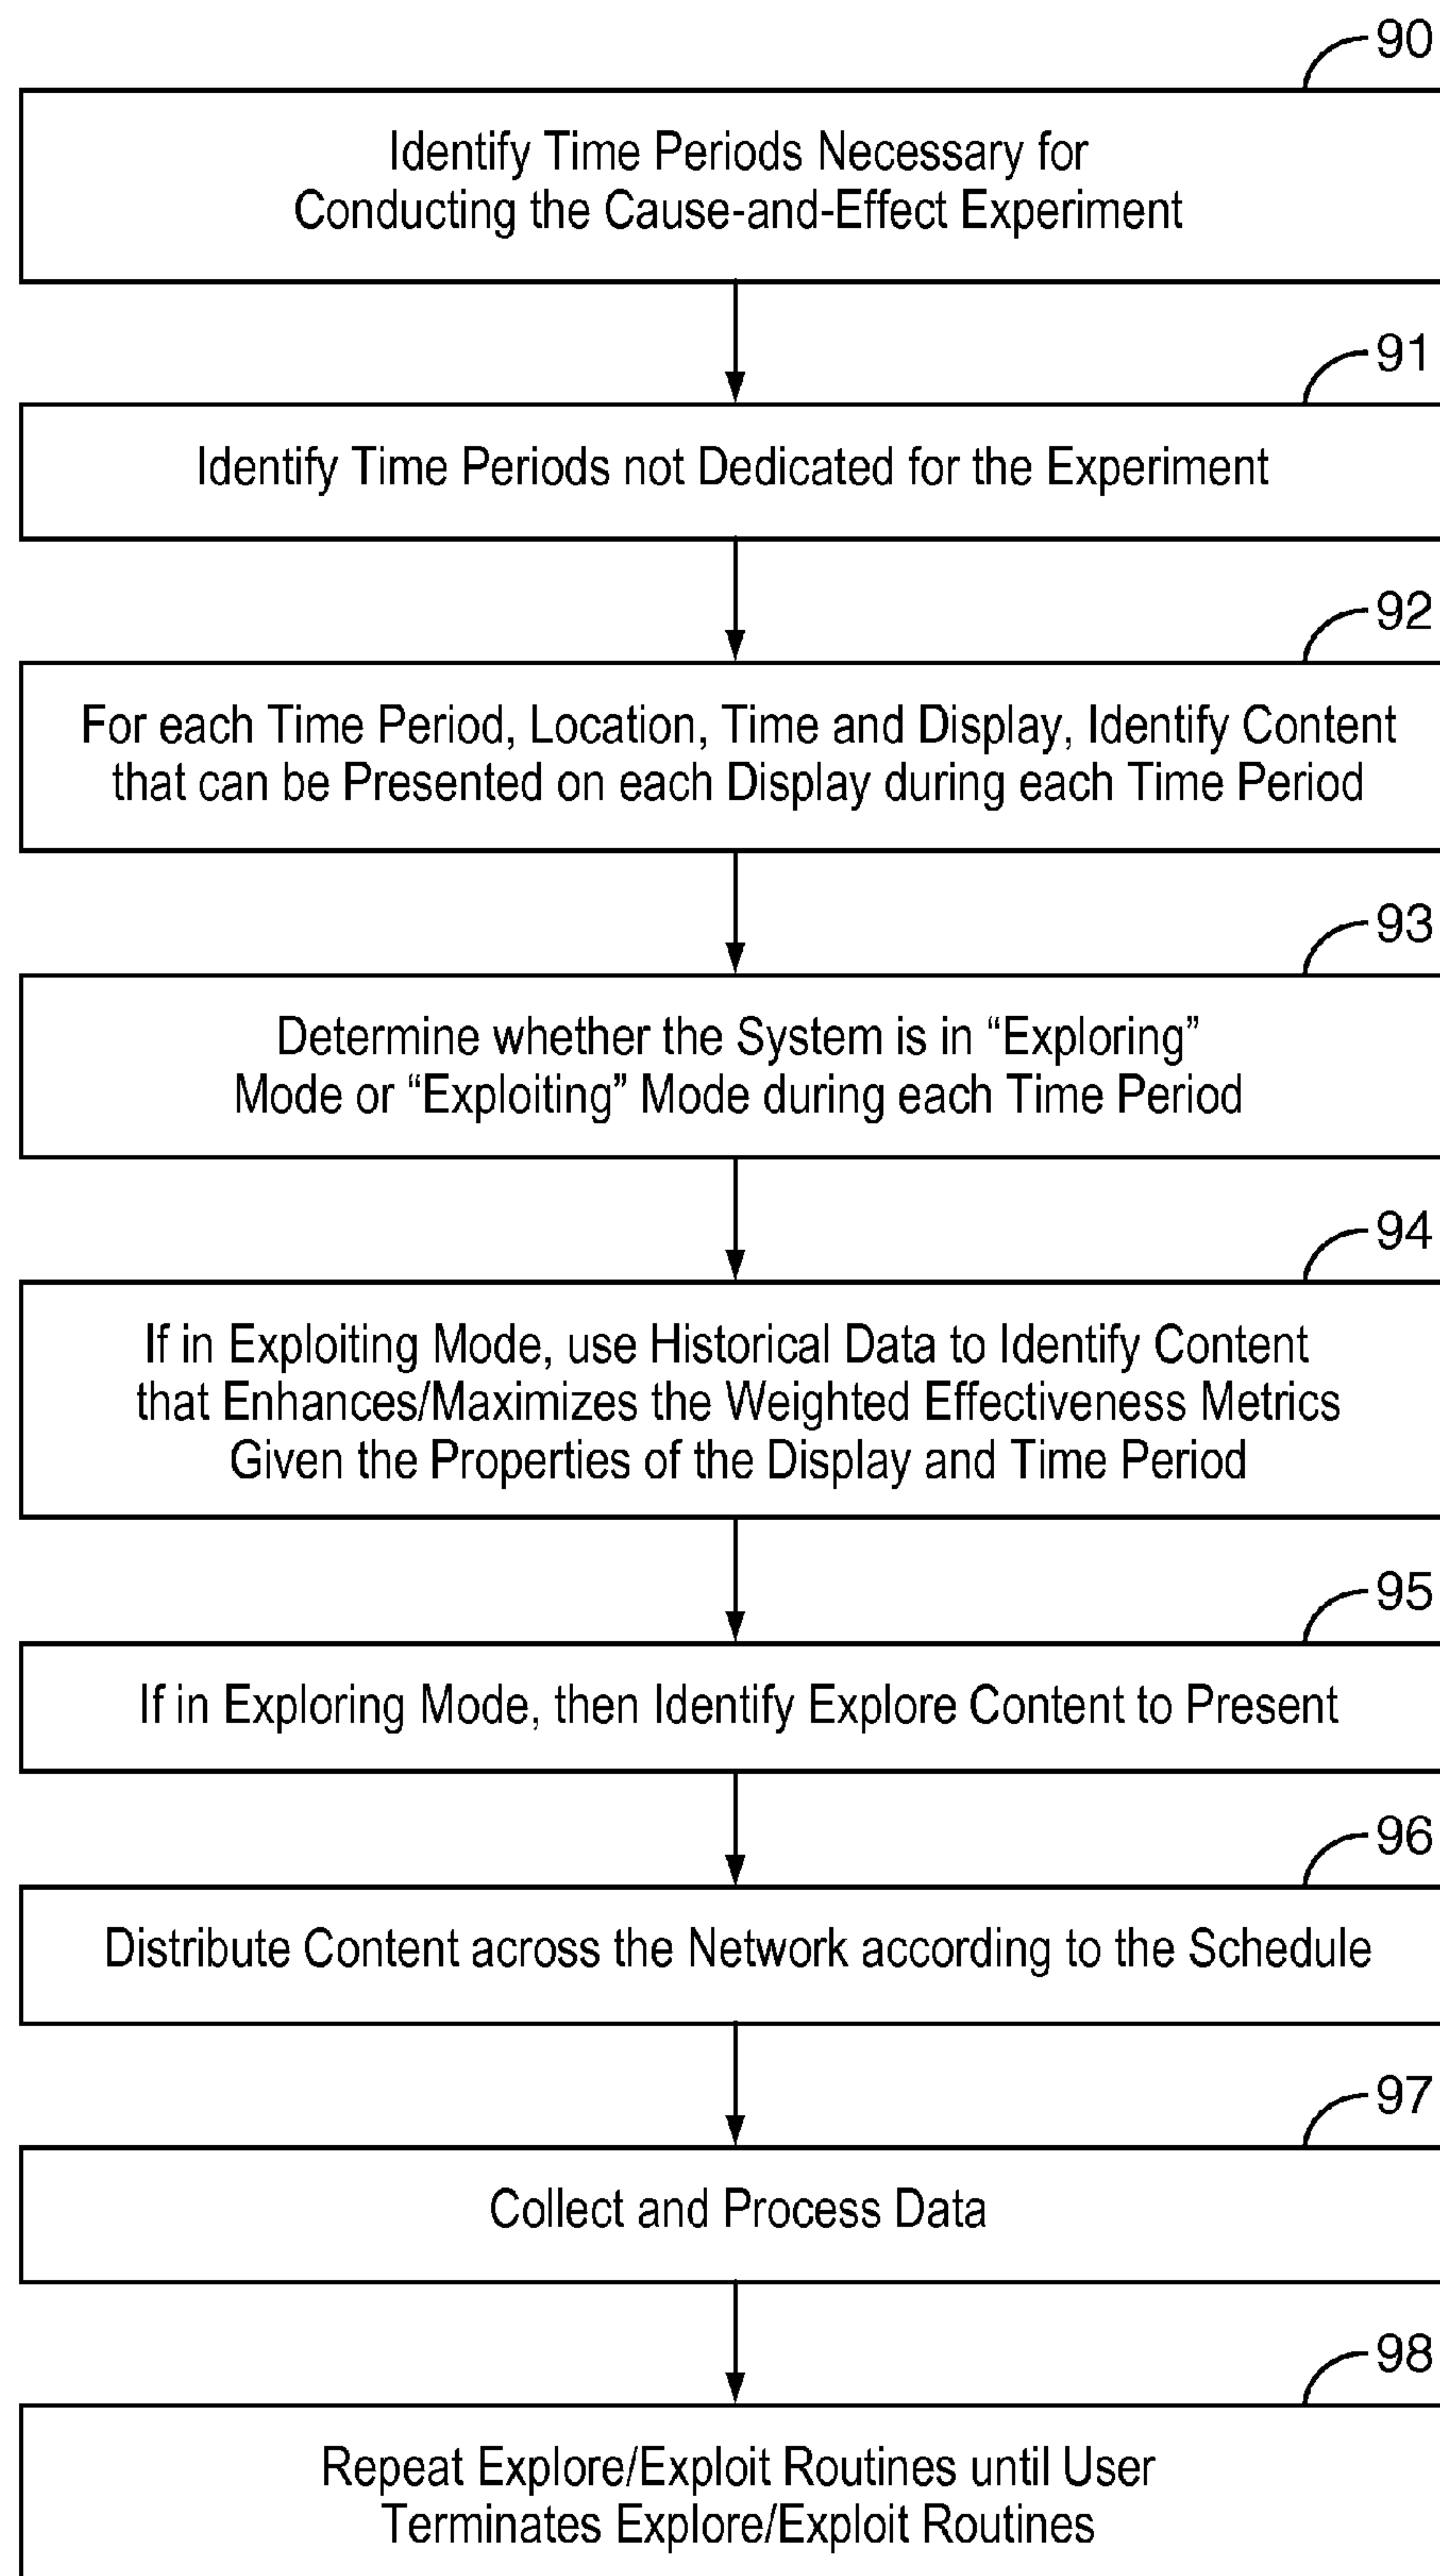 90
Identify Time Periods Necessary for
Conducting the Cause-and-Effect Experiment
91
Identify Time Periods not Dedicated for the Experiment
92
For each Time Period, Location, Time and Display, Identify Content
that can be Presented on each Display during each Time Period
93
Determine whether the System is in “Exploring”
Mode or “Exploiting” Mode during each Time Period
94
If in Exploiting Mode, use Historical Data to Identify Content
that Enhances/Maximizes the Weighted Effectiveness Metrics
Given the Properties of the Display and Time Period
95
If in Exploring Mode, then Identify Explore Content to Present
96
Distribute Content across the Network according to the Schedule
97
Collect and Process Data
98
Repeat Explore/Exploit Routines until User
Terminates Explore/Exploit Routines